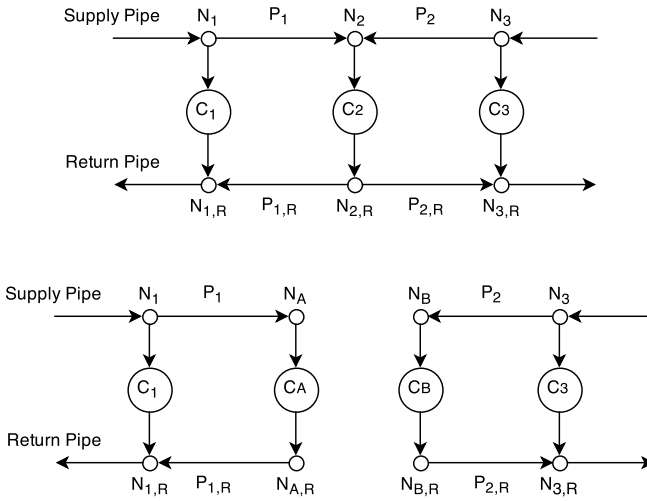 Supply Pipe N1 P1 N2 P2 N3
C1 C2 C3
Return Pipe
N1,R P1,R N2,R P2,R N3,R
Supply Pipe N1 P1 NA NB P2 N3
C1 CA CB C3
Return Pipe
N1,R P1,R NA,R NB,R P2,R N3,R